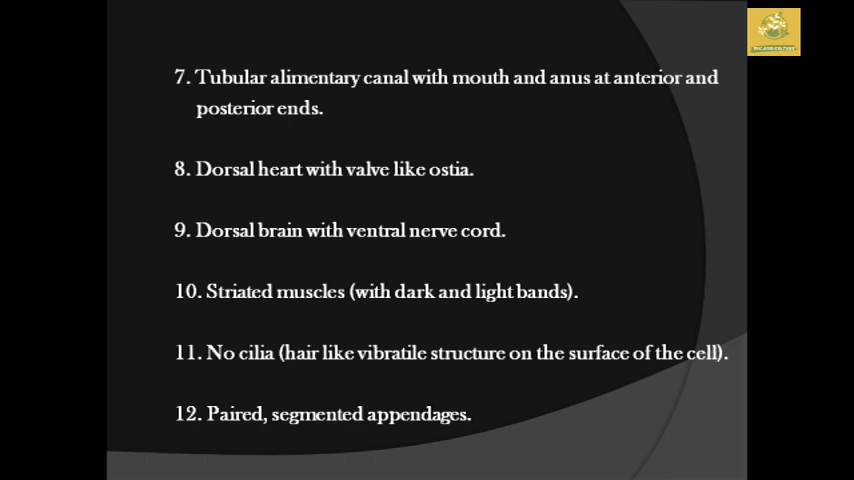 7. Tubular alimentary canal with mouth and anus at anterior and
posterior ends.
8. Dorsal heart with valve like ostia.
9. Dorsal brain with ventral nerve cord.
10. Striated muscles (with dark and light bands).
11. No cilia (hair like vibratile structure on the surface of the cell).
12. Paired, segmented appendages.